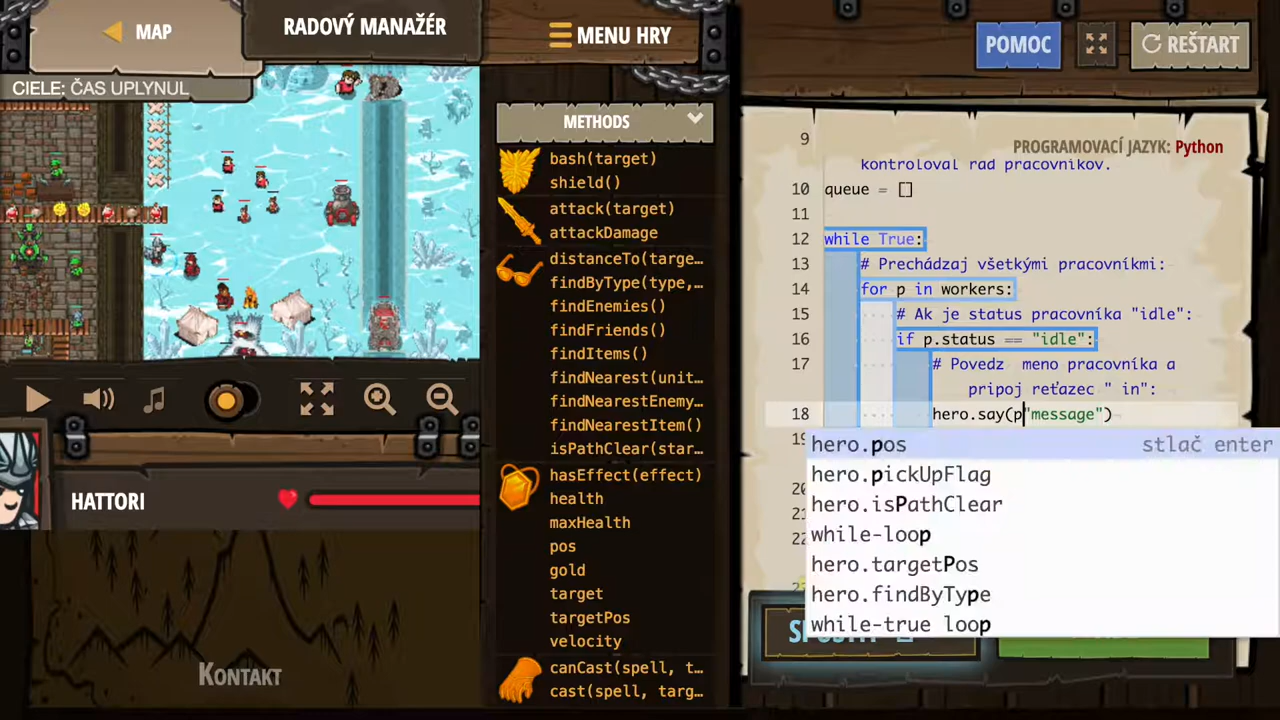 MAP
RADOVÝ MANAŽÉR
MENU HRY
POMOC
REŠTART
CIELE: ČAS UPLYNUL
METHODS
bash(target)
shield()
attack(target)
attackDamage
distanceTo(targe…
findByType(type,…
findEnemies()
findFriends()
findItems()
findNearest(unit…
findNearestEnemy…
findNearestItem()
isPathClear(star…
hasEffect(effect)
health
maxHealth
pos
gold
target
targetPos
velocity
canCast(spell, t…
cast(spell, targ…
HATTORI
KONTAKT
PROGRAMOVACÍ JAZYK: Python
9
kontroloval rad pracovníkov.
10 queue = []
11
12 while True:
13 # Prechádzaj všetkými pracovníkmi:
14 for p in workers:
15 # Ak je status pracovníka "idle":
16 if p.status == "idle":
17 # Povedz meno pracovníka a
pripoj reťazec " in":
18 hero.say(p"message")
19
hero.pos stlač enter
hero.pickUpFlag
hero.isPathClear
while-loop
hero.targetPos
hero.findByType
while-true loop